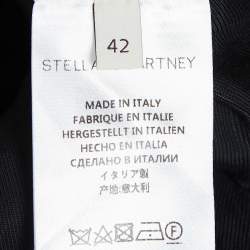 42
STELLA McCARTNEY
MADE IN ITALY
FABRIQUE EN ITALIE
HERGESTELLT IN ITALIEN
HECHO EN ITALIA
СДЕЛАНО В ИТАЛИИ
イタリア製
产地:意大利